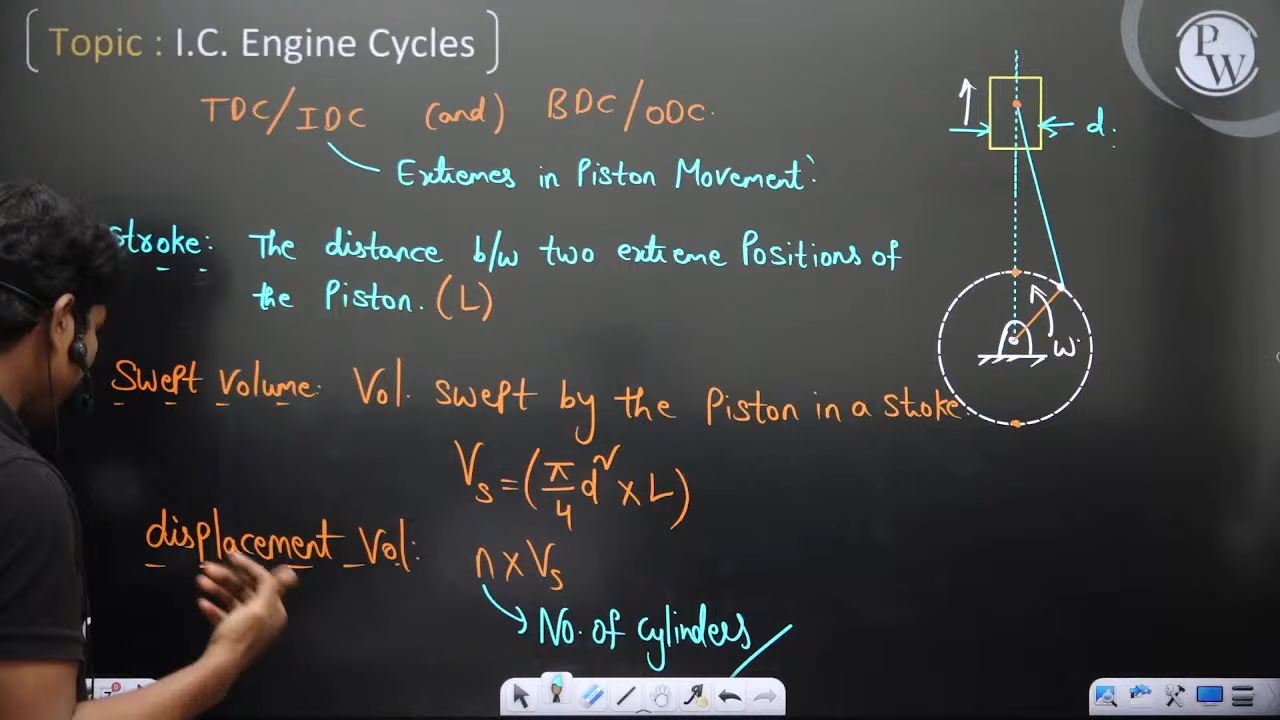 [Topic : I.C. Engine Cycles]
TDC/IDC (and) BDC/ODC.
Extremes in Piston Movement:
Stroke: The distance b/w two extreme Positions of
the Piston. (L)
Swept Volume: Vol. swept by the Piston in a stroke.
Vs = (π/4 d² × L)
displacement Vol: n × Vs
No. of cylinders
d.
ω
PW